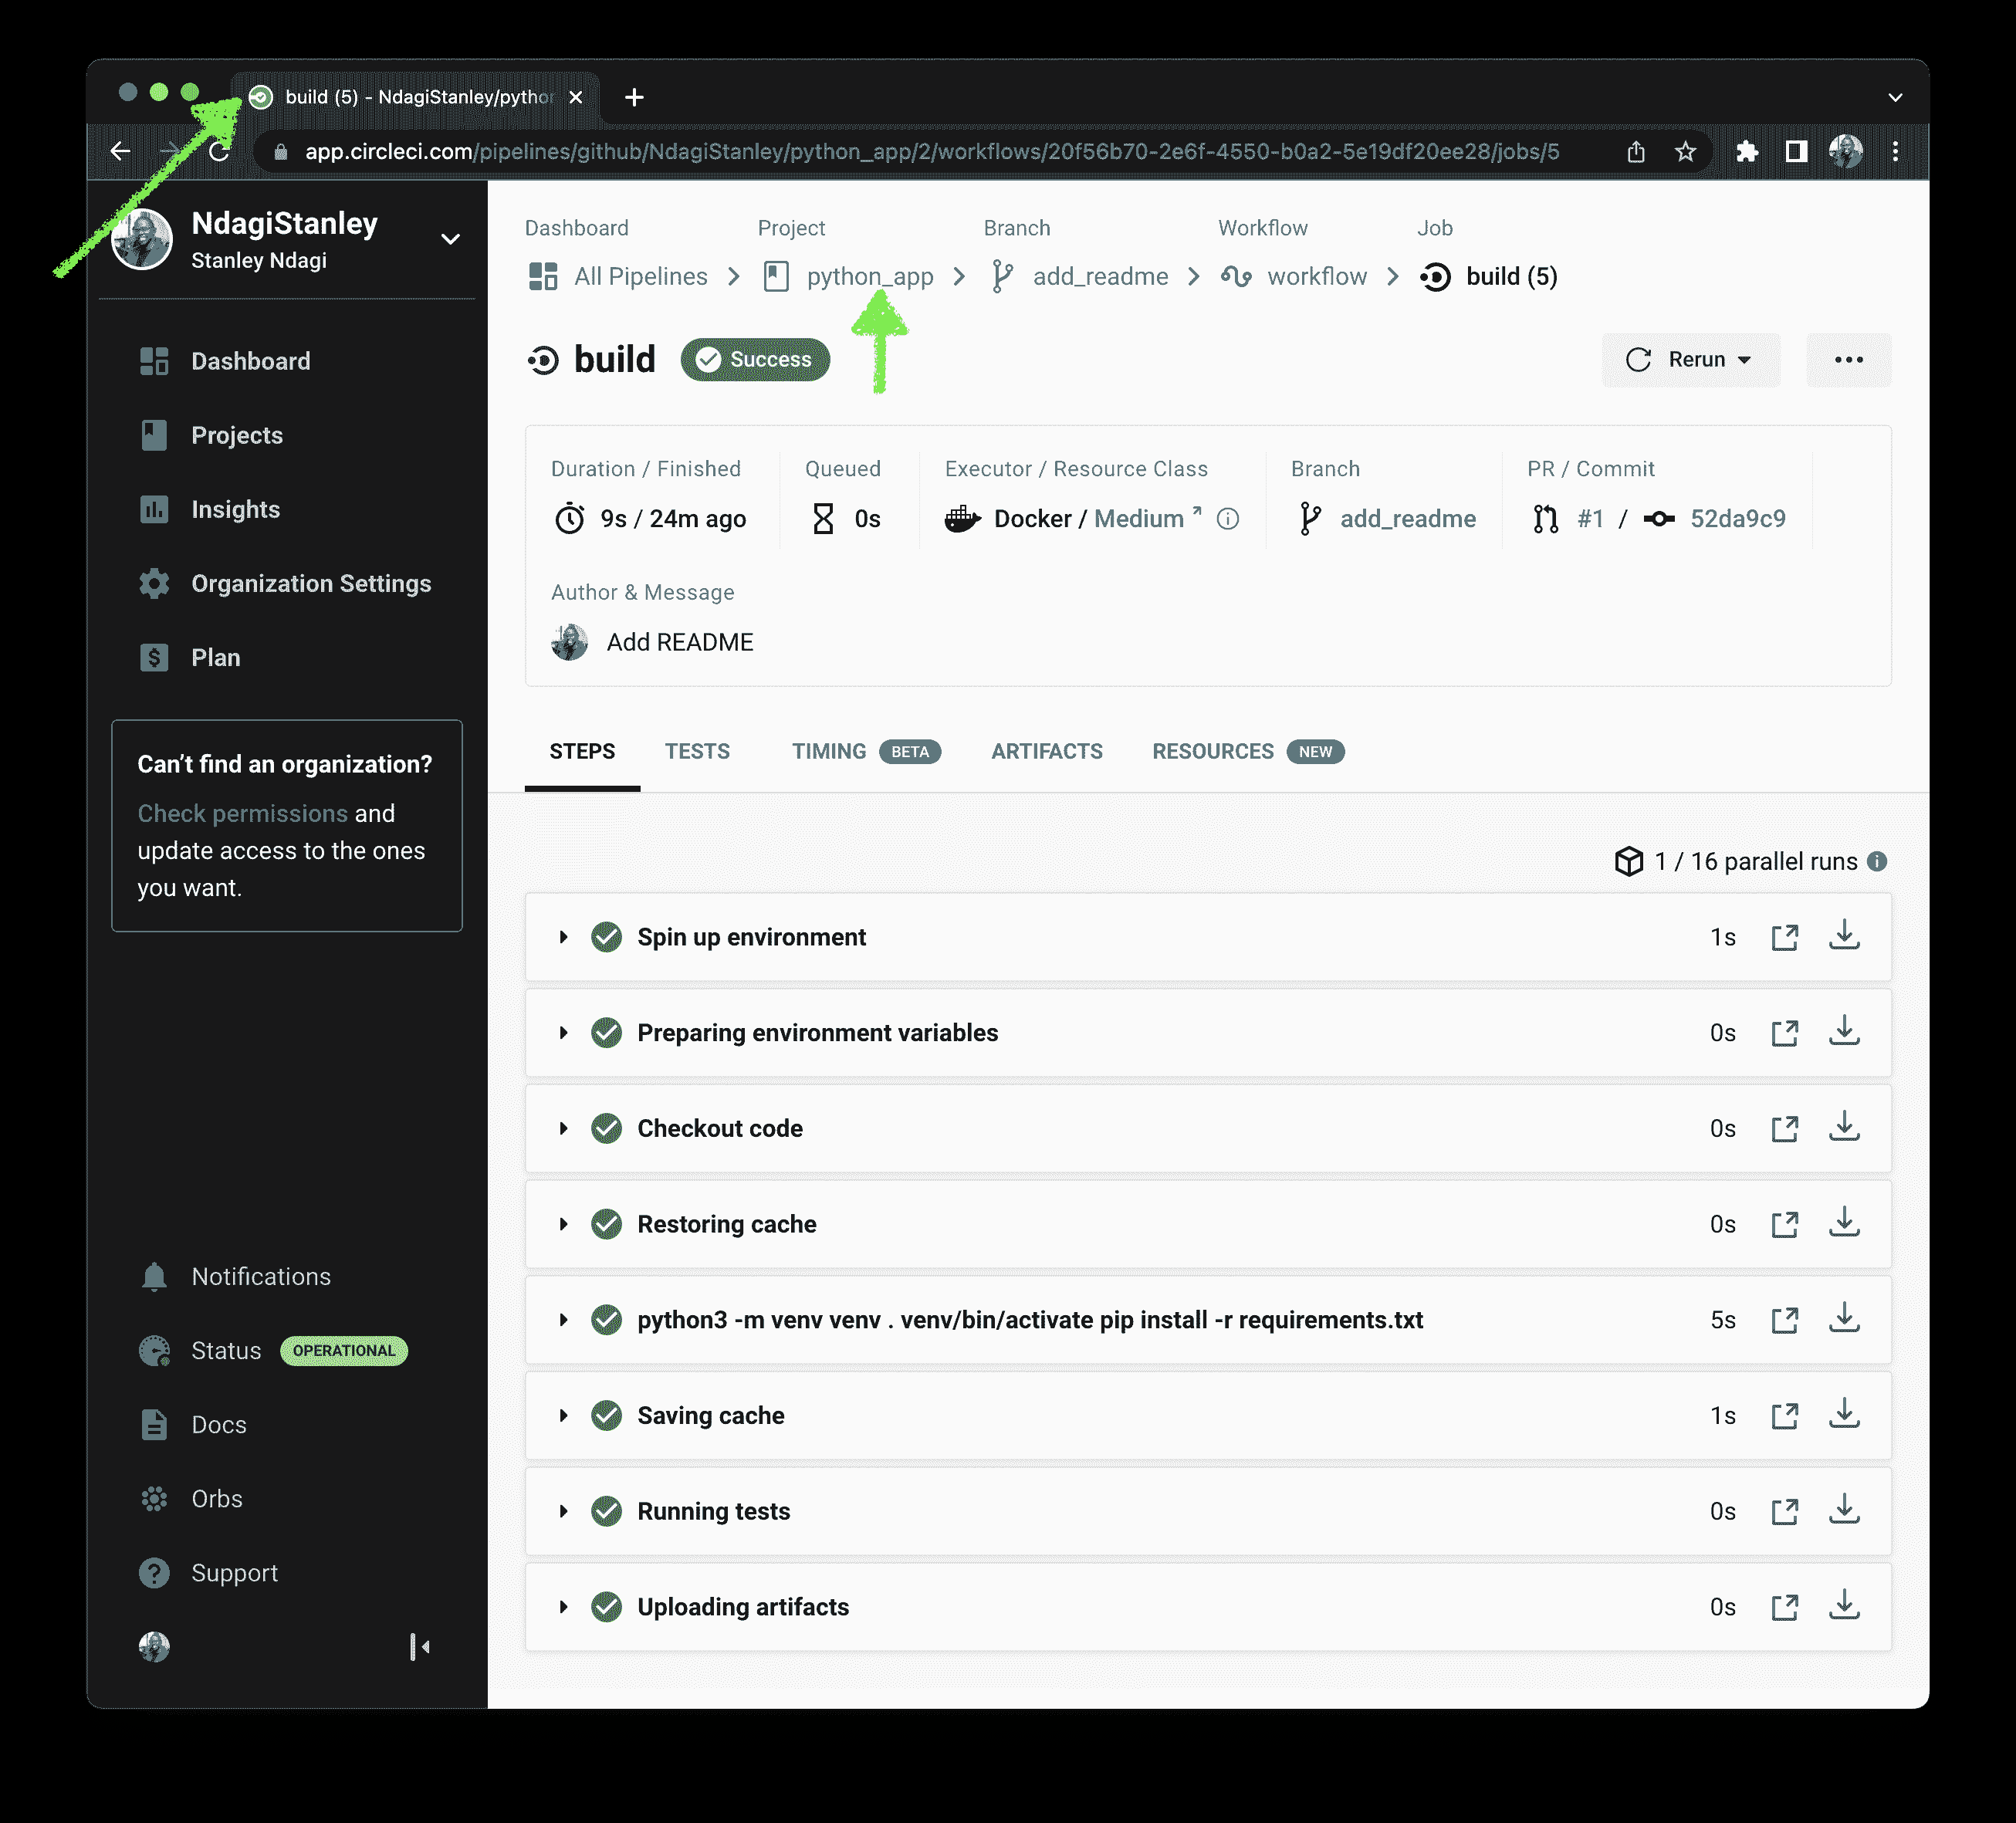 build (5) - NdagiStanley/pythor
app.circleci.com/pipelines/github/NdagiStanley/python_app/2/workflows/20f56b70-2e6f-4550-b0a2-5e19df20ee28/jobs/5
NdagiStanley
Stanley Ndagi
Dashboard
Projects
Insights
Organization Settings
$ Plan
Can’t find an organization?
Check permissions and
update access to the ones
you want.
Notifications
Status OPERATIONAL
Docs
Orbs
? Support
Dashboard Project Branch Workflow Job
All Pipelines python_app add_readme workflow build (5)
build Success Rerun
Duration / Finished Queued Executor / Resource Class Branch PR / Commit
9s / 24m ago 0s Docker / Medium add_readme #1 / 52da9c9
Author & Message
Add README
STEPS TESTS TIMING BETA ARTIFACTS RESOURCES NEW
1 / 16 parallel runs
Spin up environment 1s
Preparing environment variables 0s
Checkout code 0s
Restoring cache 0s
python3 -m venv venv . venv/bin/activate pip install -r requirements.txt 5s
Saving cache 1s
Running tests 0s
Uploading artifacts 0s